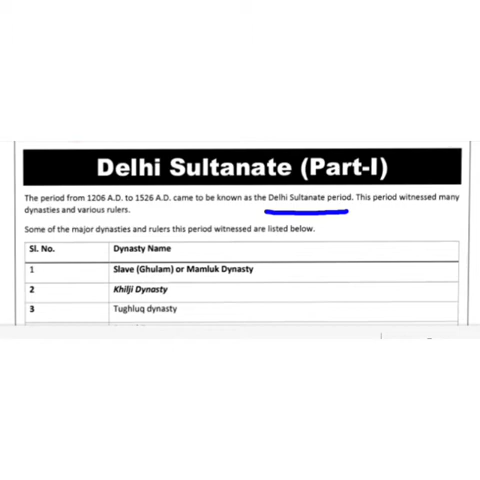 Delhi Sultanate (Part-I)
The period from 1206 A.D. to 1526 A.D. came to be known as the Delhi Sultanate period. This period witnessed many
dynasties and various rulers.
Some of the major dynasties and rulers this period witnessed are listed below.
Sl. No. Dynasty Name
1 Slave (Ghulam) or Mamluk Dynasty
2 Khilji Dynasty
3 Tughluq dynasty